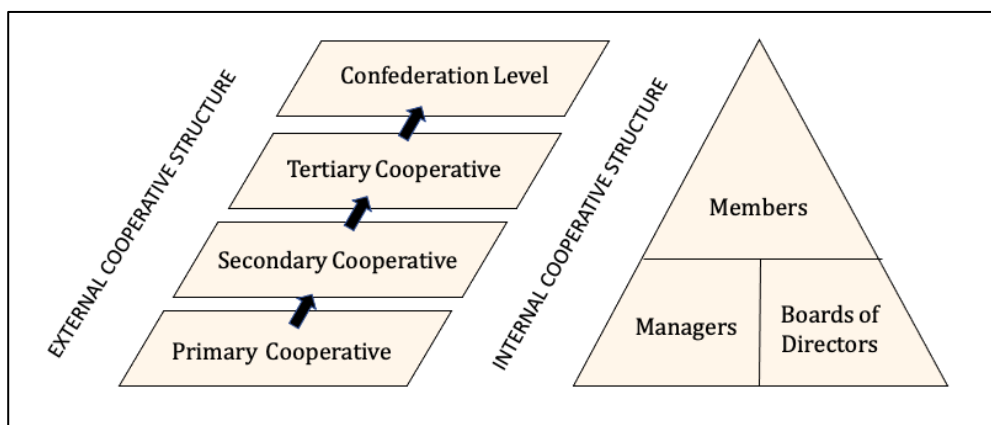 EXTERNAL COOPERATIVE STRUCTURE
Confederation Level
Tertiary Cooperative
Secondary Cooperative
Primary Cooperative
INTERNAL COOPERATIVE STRUCTURE
Members
Managers
Boards of
Directors